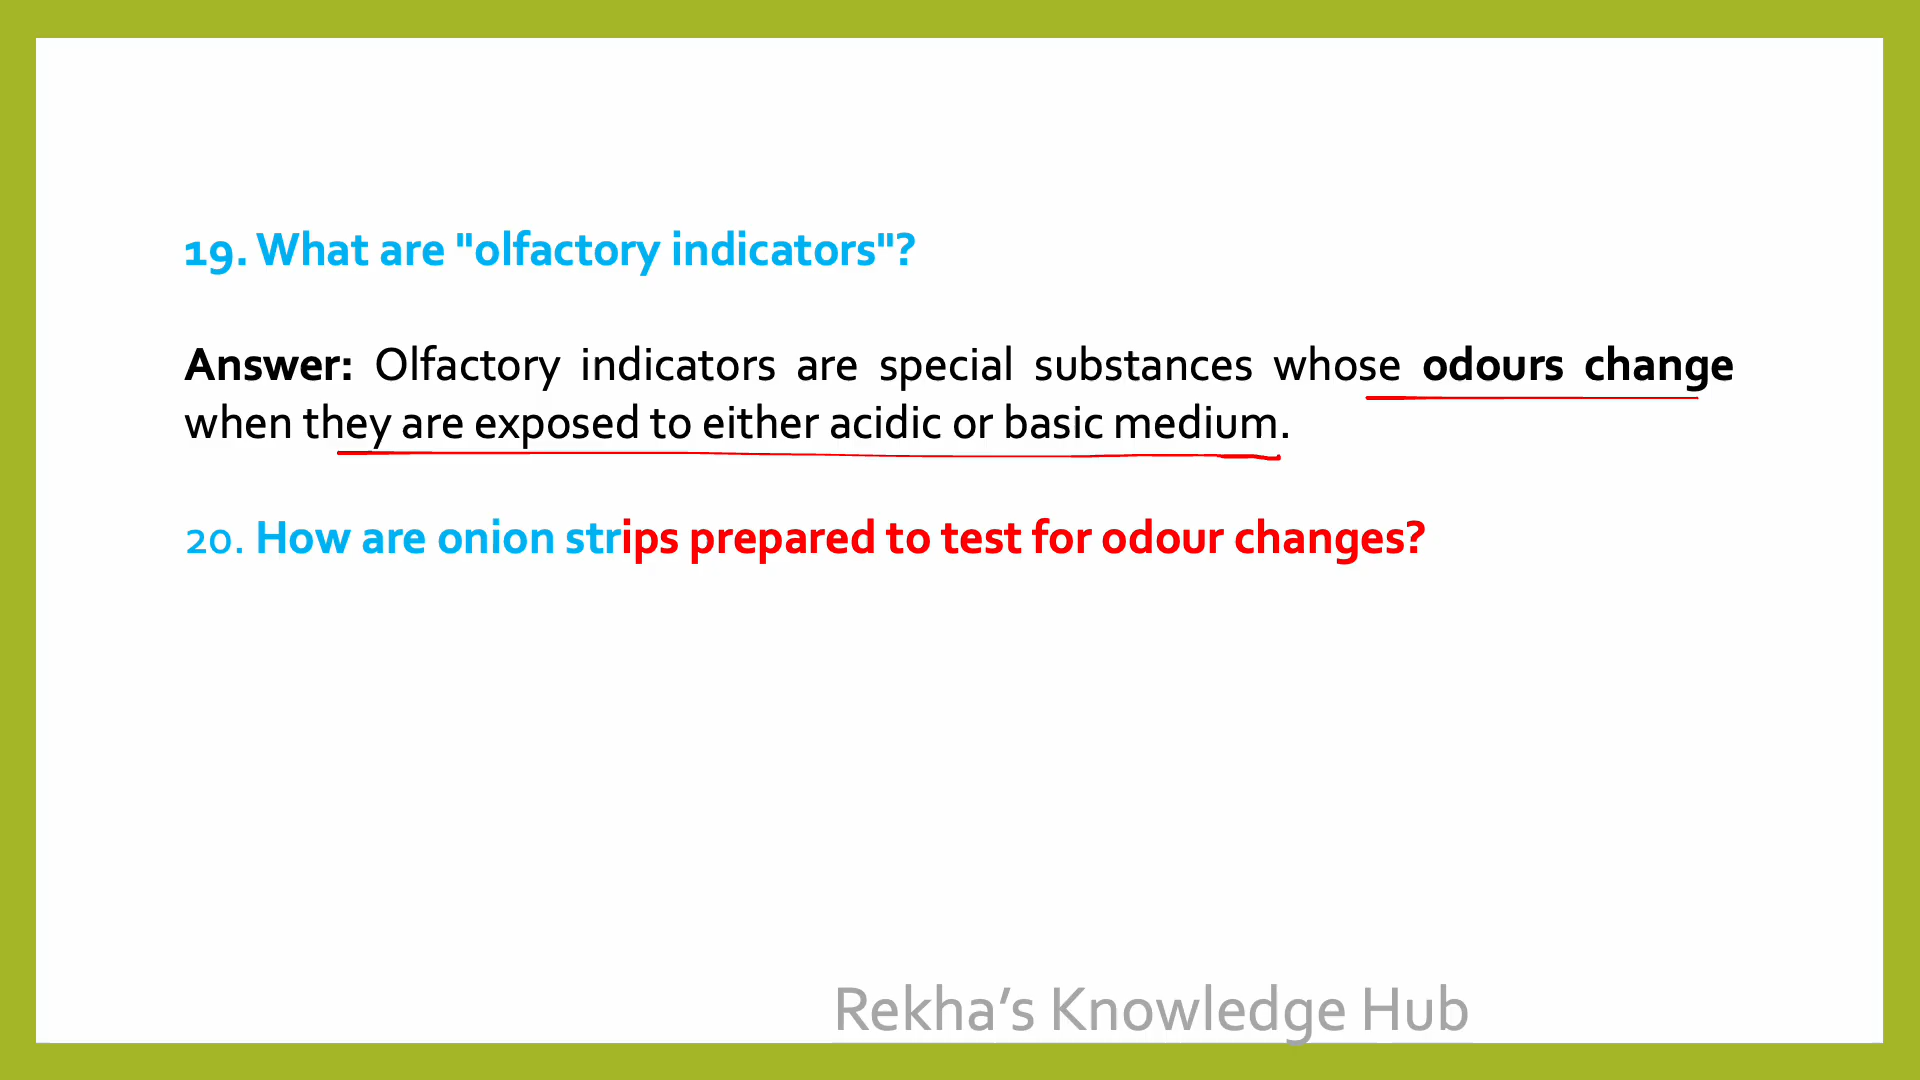 19. What are "olfactory indicators"?
Answer: Olfactory indicators are special substances whose odours change
when they are exposed to either acidic or basic medium.
20. How are onion strips prepared to test for odour changes?
Rekha’s Knowledge Hub